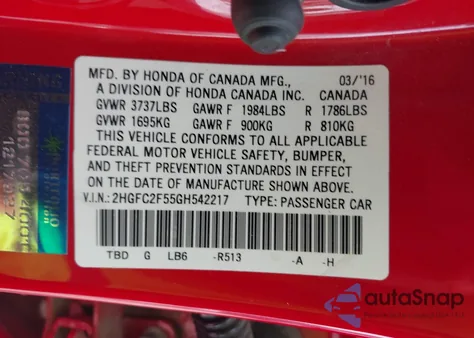 MFD. BY HONDA OF CANADA MFG., 03/'16
A DIVISION OF HONDA CANADA INC. CANADA
GVWR 3737LBS GAWR F 1984LBS R 1786LBS
GVWR 1695KG GAWR F 900KG R 810KG
THIS VEHICLE CONFORMS TO ALL APPLICABLE
FEDERAL MOTOR VEHICLE SAFETY, BUMPER,
AND THEFT PREVENTION STANDARDS IN EFFECT
ON THE DATE OF MANUFACTURE SHOWN ABOVE.
V.I.N.: 2HGFC2F55GH542217 TYPE: PASSENGER CAR
TBD G LB6 -R513 -A -H
autoSnap